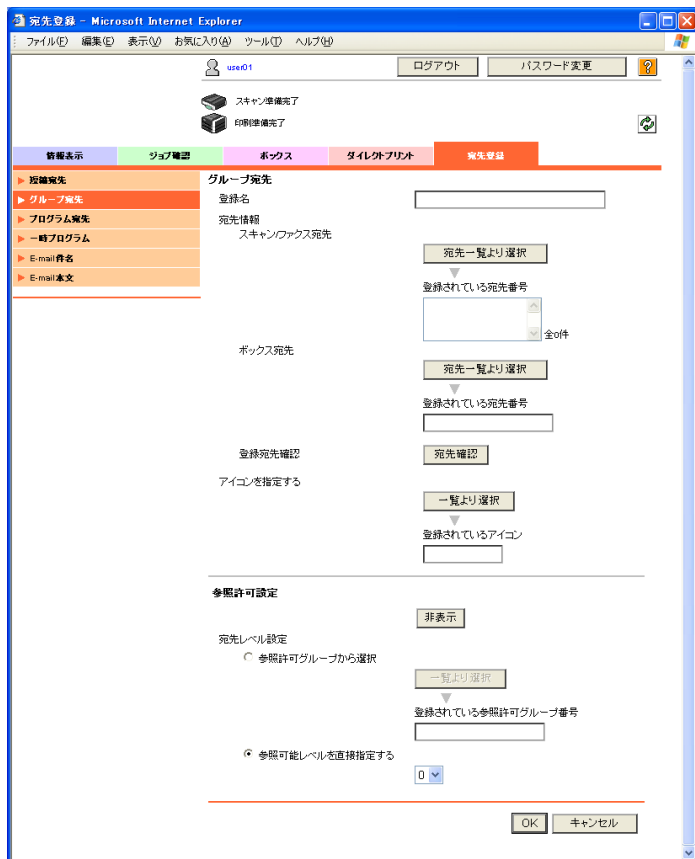 宛先登録 - Microsoft Internet Explorer
ファイル(F) 編集(E) 表示(V) お気に入り(A) ツール(T) ヘルプ(H)
user01 ログアウト パスワード変更 ?
スキャン準備完了
印刷準備完了
情報表示 ジョブ確認 ボックス ダイレクトプリント 宛先登録
短縮宛先
グループ宛先
プログラム宛先
一時プログラム
E-mail件名
E-mail本文
グループ宛先
登録名
宛先情報
スキャン/ファクス宛先
宛先一覧より選択
登録されている宛先番号
全0件
ボックス宛先
宛先一覧より選択
登録されている宛先番号
登録宛先確認 宛先確認
アイコンを指定する
一覧より選択
登録されているアイコン
参照許可設定
非表示
宛先レベル設定
参照許可グループから選択
一覧より選択
登録されている参照許可グループ番号
参照可能レベルを直接指定する
0
OK キャンセル